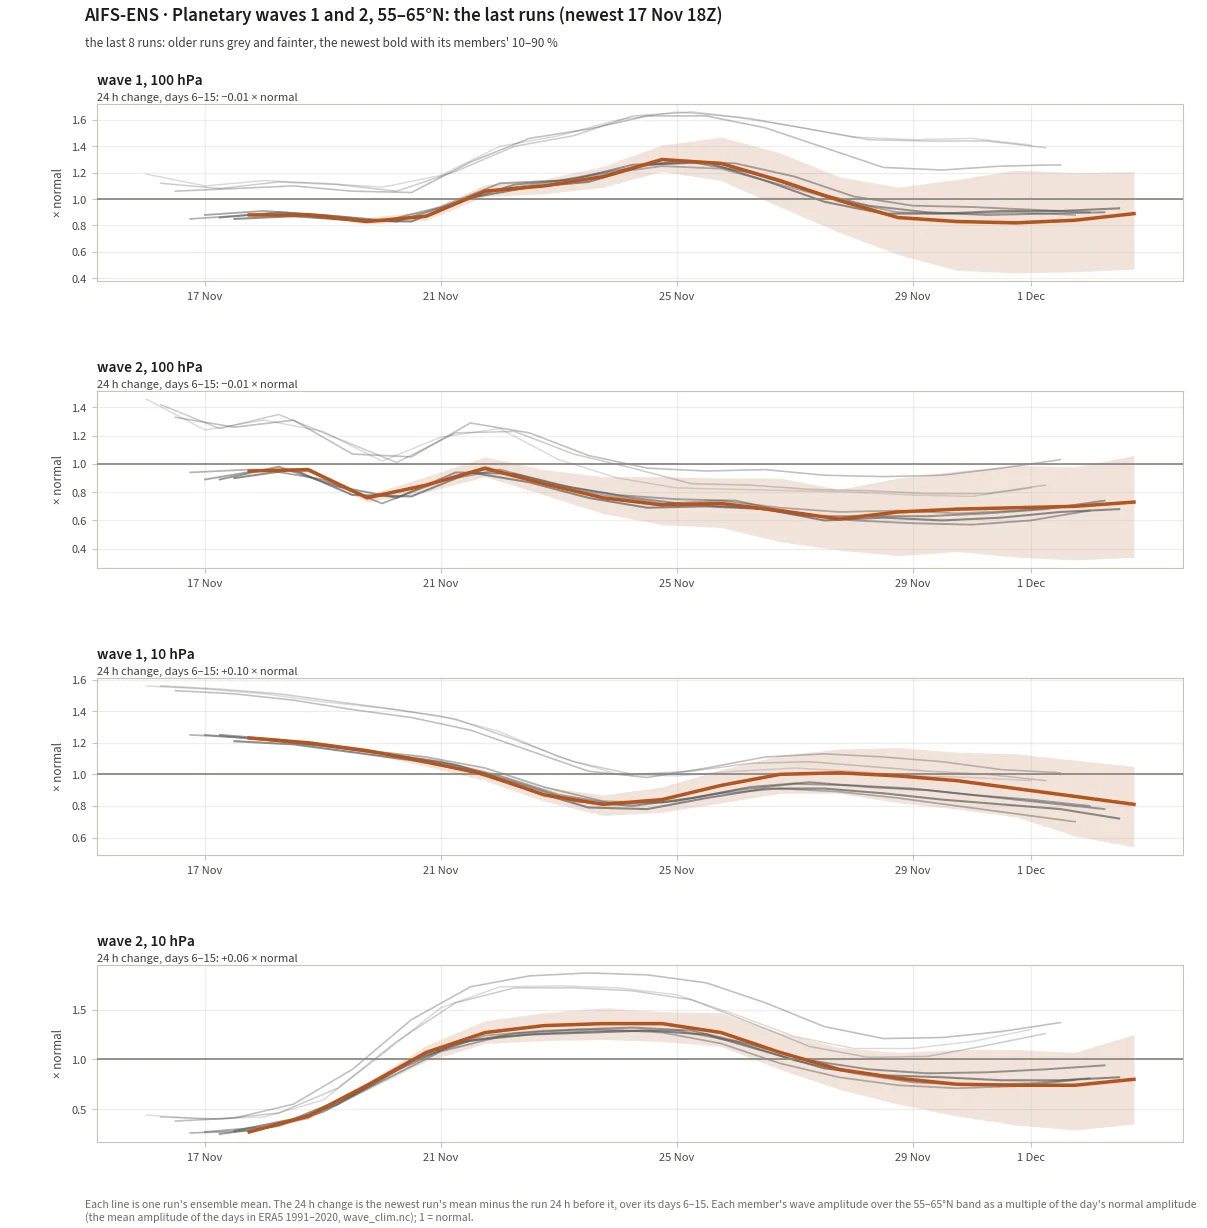 AIFS-ENS · Planetary waves 1 and 2, 55–65°N: the last runs (newest 17 Nov 18Z)
the last 8 runs: older runs grey and fainter, the newest bold with its members' 10–90 %
wave 1, 100 hPa
24 h change, days 6–15: −0.01 × normal
1.6
1.4
1.2
1.0
0.8
0.6
0.4
× normal
17 Nov
21 Nov
25 Nov
29 Nov
1 Dec
wave 2, 100 hPa
24 h change, days 6–15: −0.01 × normal
1.4
1.2
1.0
0.8
0.6
0.4
× normal
17 Nov
21 Nov
25 Nov
29 Nov
1 Dec
wave 1, 10 hPa
24 h change, days 6–15: +0.10 × normal
1.6
1.4
1.2
1.0
0.8
0.6
× normal
17 Nov
21 Nov
25 Nov
29 Nov
1 Dec
wave 2, 10 hPa
24 h change, days 6–15: +0.06 × normal
1.5
1.0
0.5
× normal
17 Nov
21 Nov
25 Nov
29 Nov
1 Dec
Each line is one run's ensemble mean. The 24 h change is the newest run's mean minus the run 24 h before it, over its days 6–15. Each member's wave amplitude over the 55–65°N band as a multiple of the day's normal amplitude
(the mean amplitude of the days in ERA5 1991–2020, wave_clim.nc); 1 = normal.